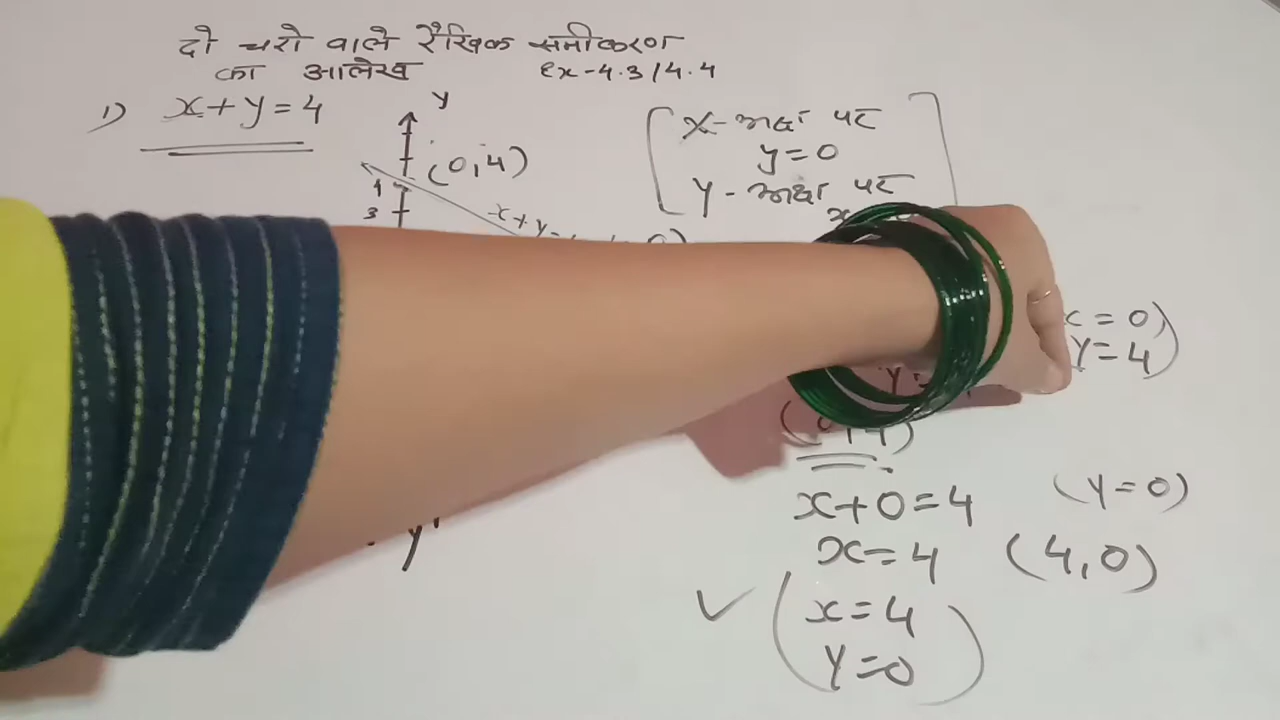 दो चरो वाले रैखिक समीकरण
का आलेख ex-4.3/4.4
1) x+y=4
y
(0,4)
4
3
x+y
[x-अक्ष पर
y=0
y-अक्ष पर
x
x=0)
y=4)
x+0=4 (y=0)
x=4 (4,0)
✓ (x=4
y=0)
y'